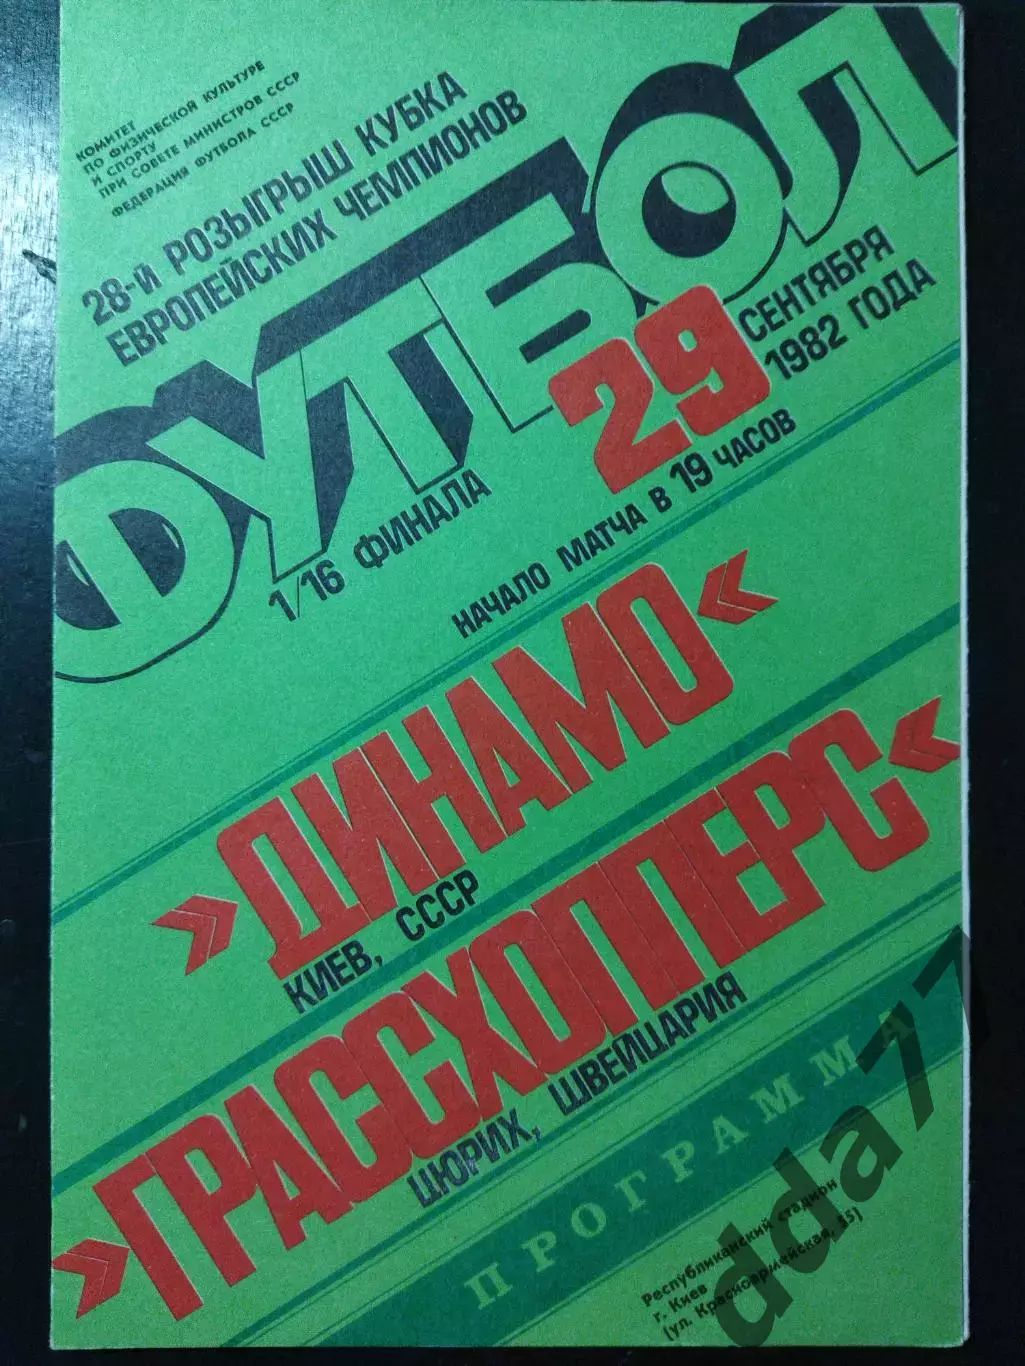 КОМИТЕТ
ПО ФИЗИЧЕСКОЙ КУЛЬТУРЕ
И СПОРТУ
ПРИ СОВЕТЕ МИНИСТРОВ СССР
ФЕДЕРАЦИЯ ФУТБОЛА СССР
28-Й РОЗЫГРЫШ КУБКА
ЕВРОПЕЙСКИХ ЧЕМПИОНОВ
ФУТБОЛ
1/16 ФИНАЛА
29 СЕНТЯБРЯ
1982 ГОДА
НАЧАЛО МАТЧА В 19 ЧАСОВ
»ДИНАМО«
КИЕВ, СССР
»ГРАССХОПЕРС«
ЦЮРИХ, ШВЕЙЦАРИЯ
ПРОГРАММА
Республиканский стадион
г. Киев
(ул. Красноармейская, 55)
dda77